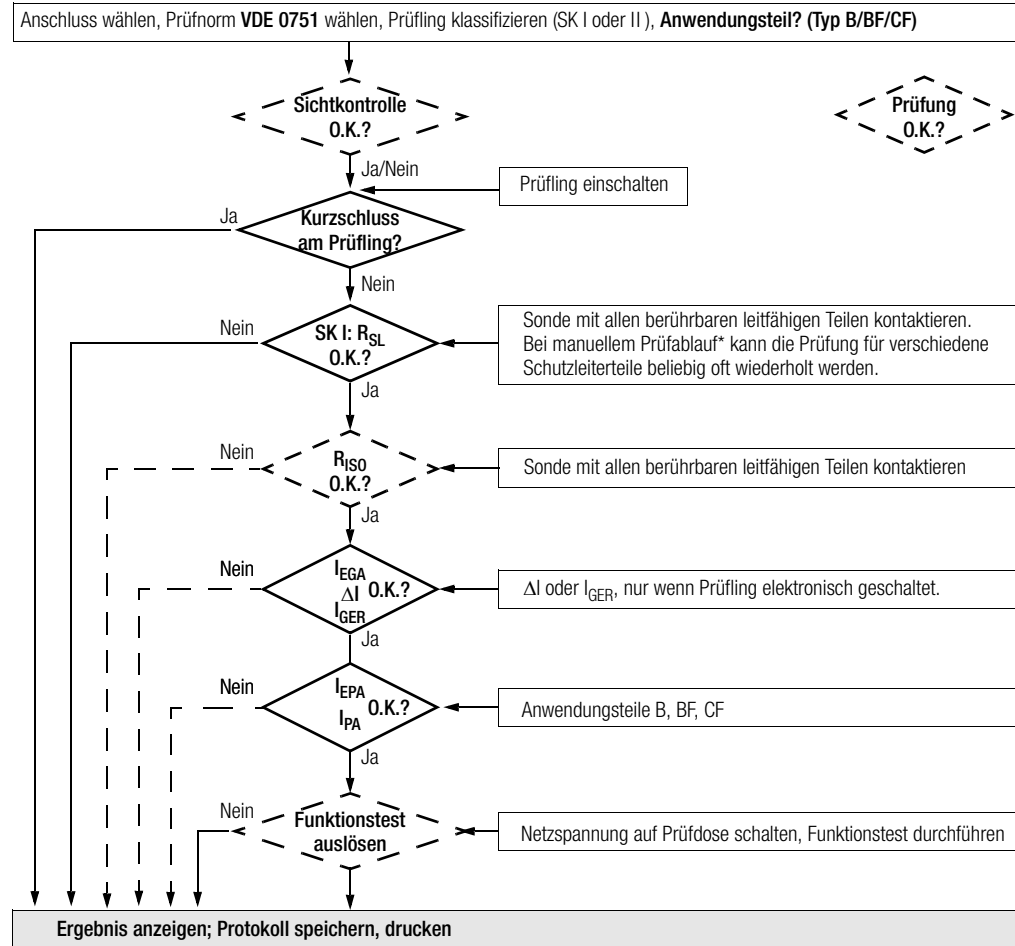 Anschluss wählen, Prüfnorm VDE 0751 wählen, Prüfling klassifizieren (SK I oder II), Anwendungsteil? (Typ B/BF/CF)
Sichtkontrolle
O.K.?
Prüfung
O.K.?
Ja/Nein
Prüfling einschalten
Ja
Kurzschluss
am Prüfling?
Nein
Nein
SK I: RSL
O.K.?
Sonde mit allen berührbaren leitfähigen Teilen kontaktieren.
Bei manuellem Prüfablauf* kann die Prüfung für verschiedene
Schutzleiterteile beliebig oft wiederholt werden.
Ja
Nein
RISO
O.K.?
Sonde mit allen berührbaren leitfähigen Teilen kontaktieren
Ja
Nein
IEGA
ΔI O.K.?
IGER
ΔI oder IGER, nur wenn Prüfling elektronisch geschaltet.
Ja
Nein
IEPA
O.K.?
IPA
Anwendungsteile B, BF, CF
Ja
Nein
Funktionstest
auslösen
Netzspannung auf Prüfdose schalten, Funktionstest durchführen
Ergebnis anzeigen; Protokoll speichern, drucken